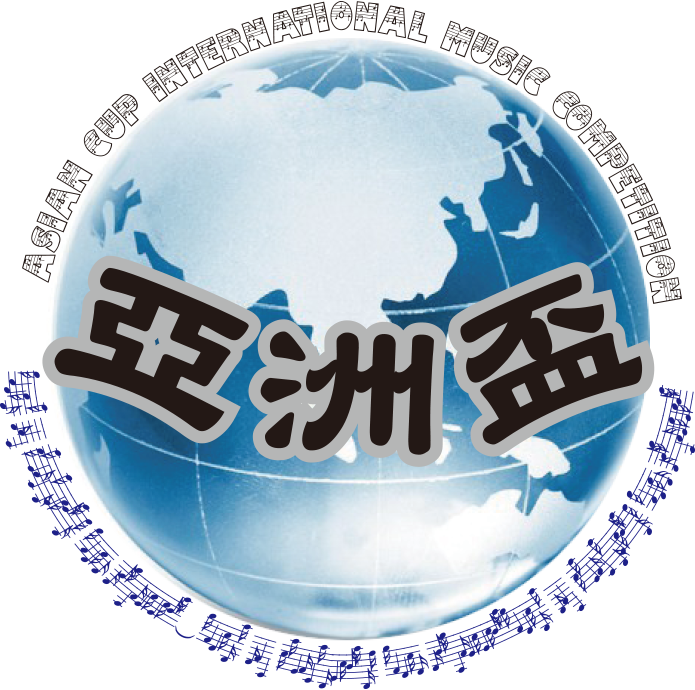 ASIAN CUP INTERNATIONAL MUSIC COMPETITION
亞洲盃